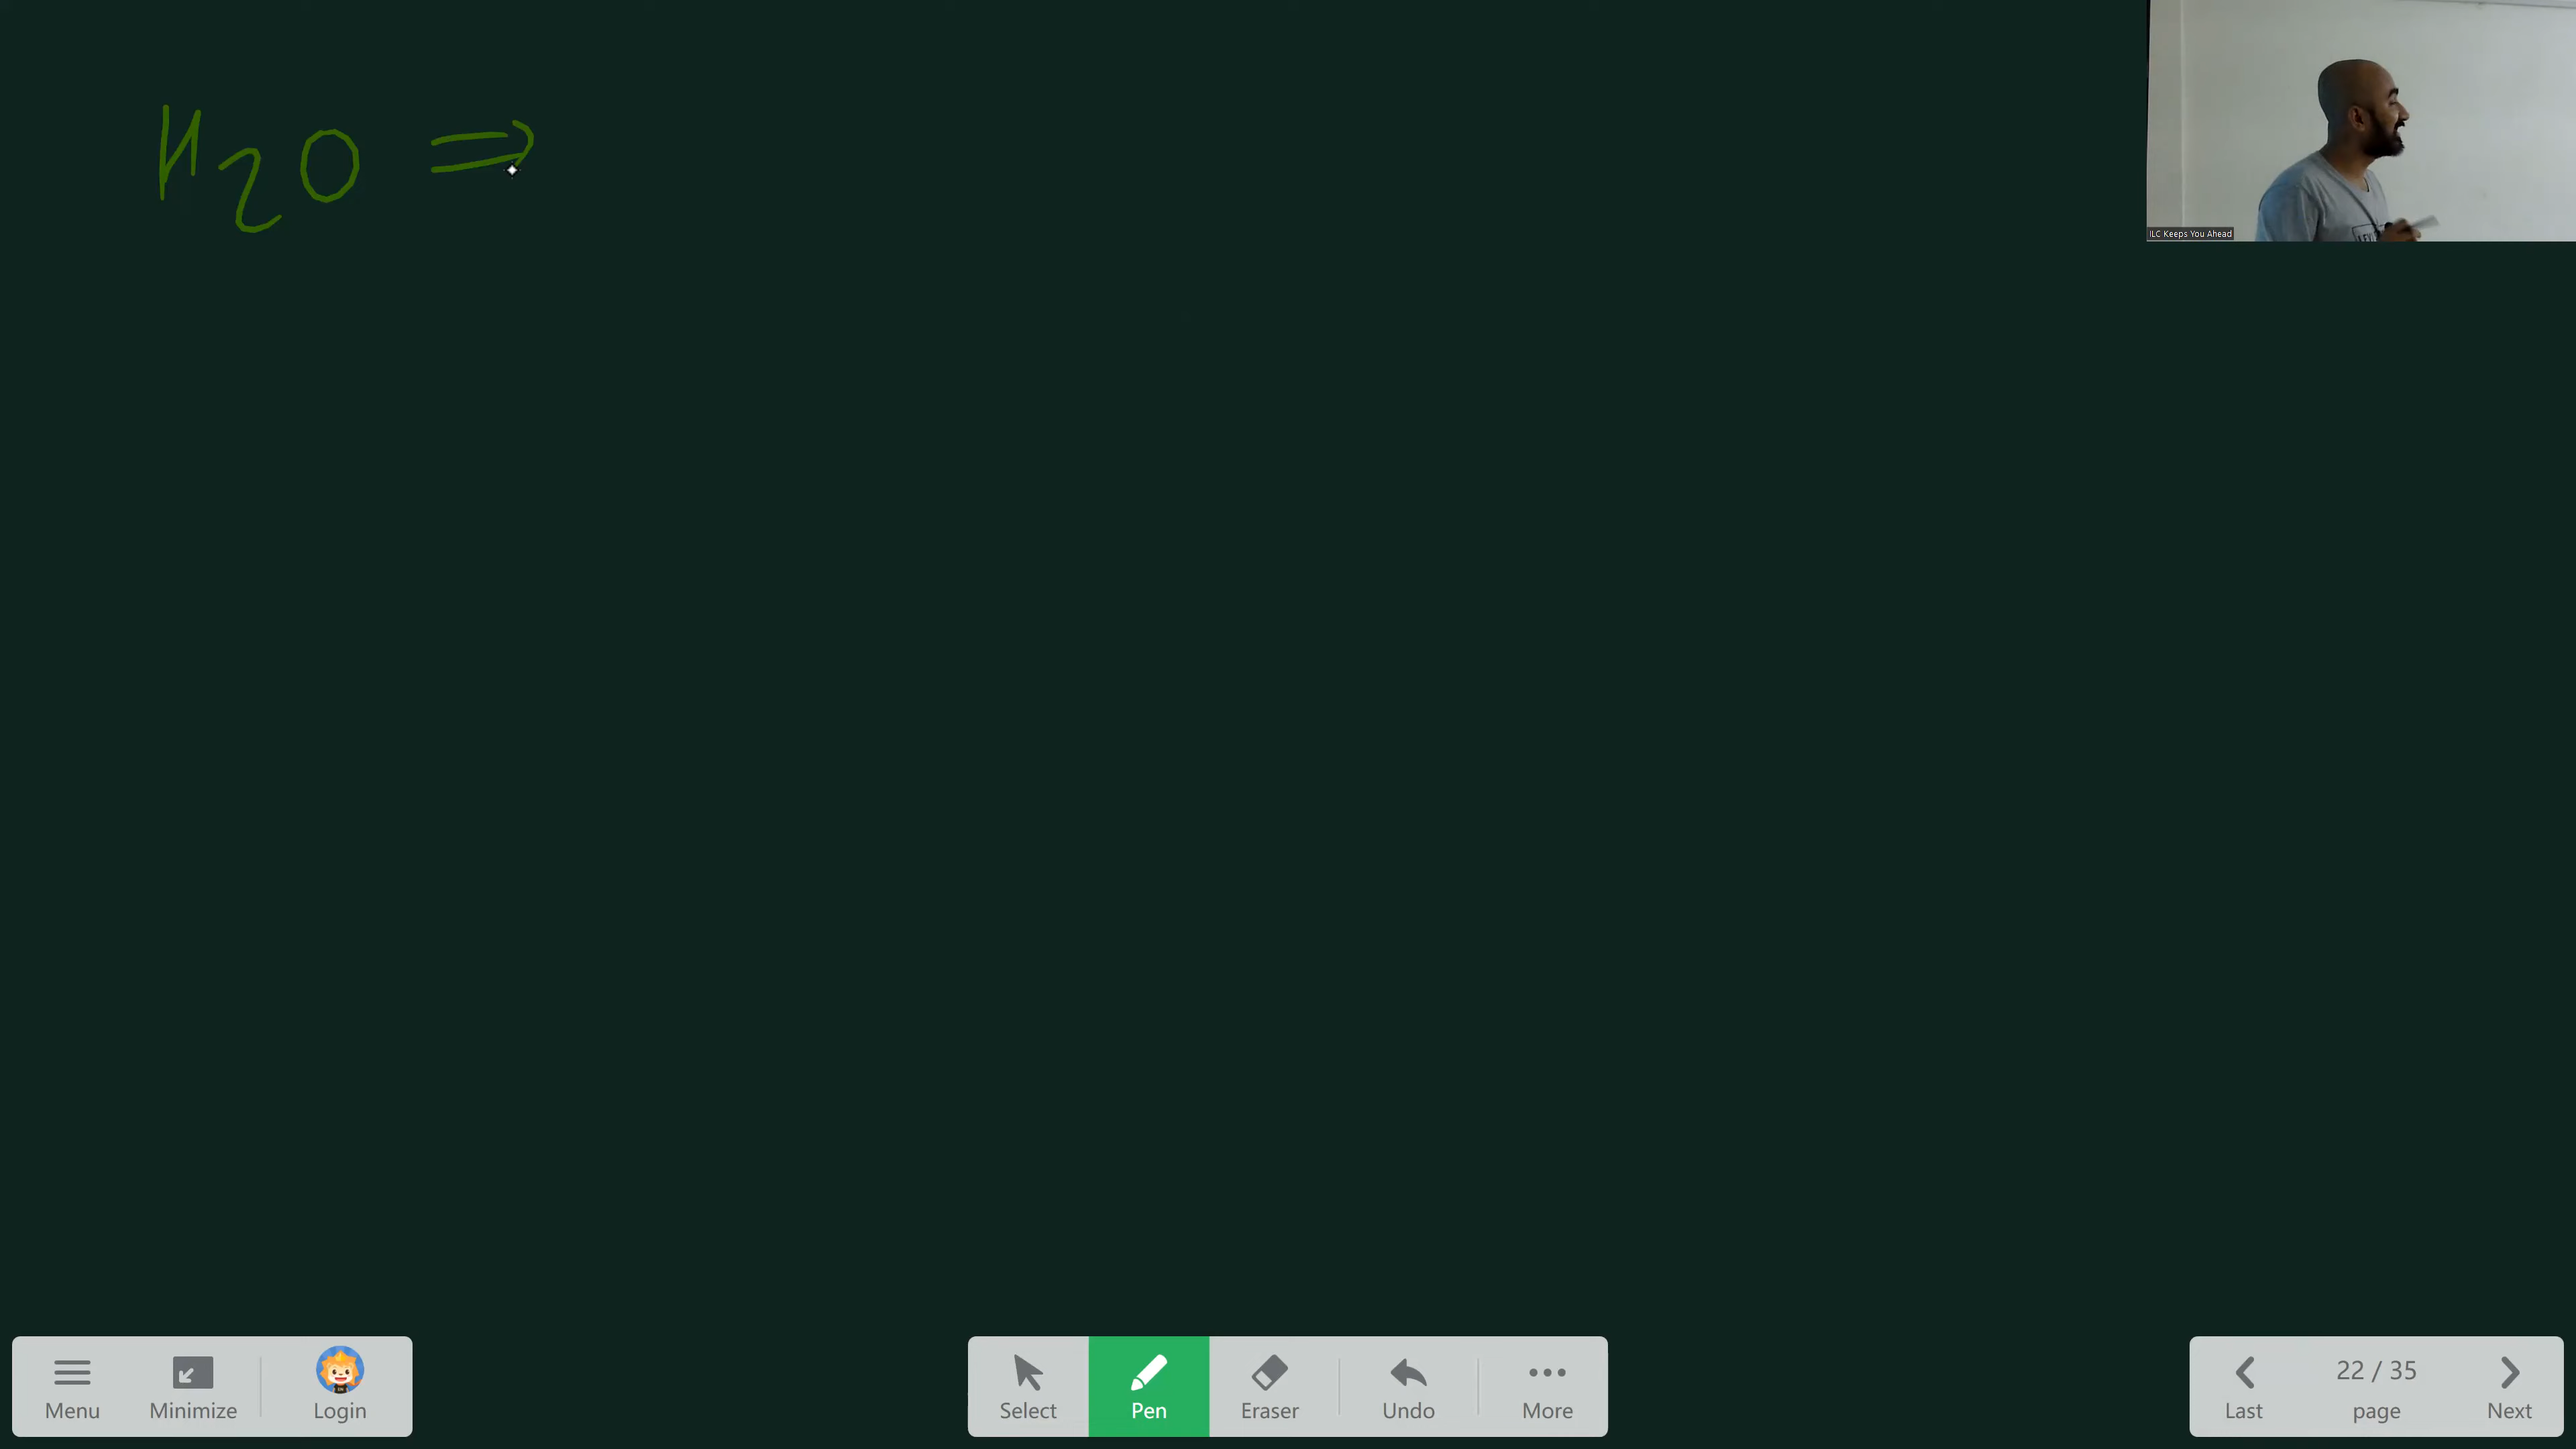 H₂O ⇒
ILC Keeps You Ahead
Menu Minimize Login Select Pen Eraser Undo More Last 22 / 35 page Next